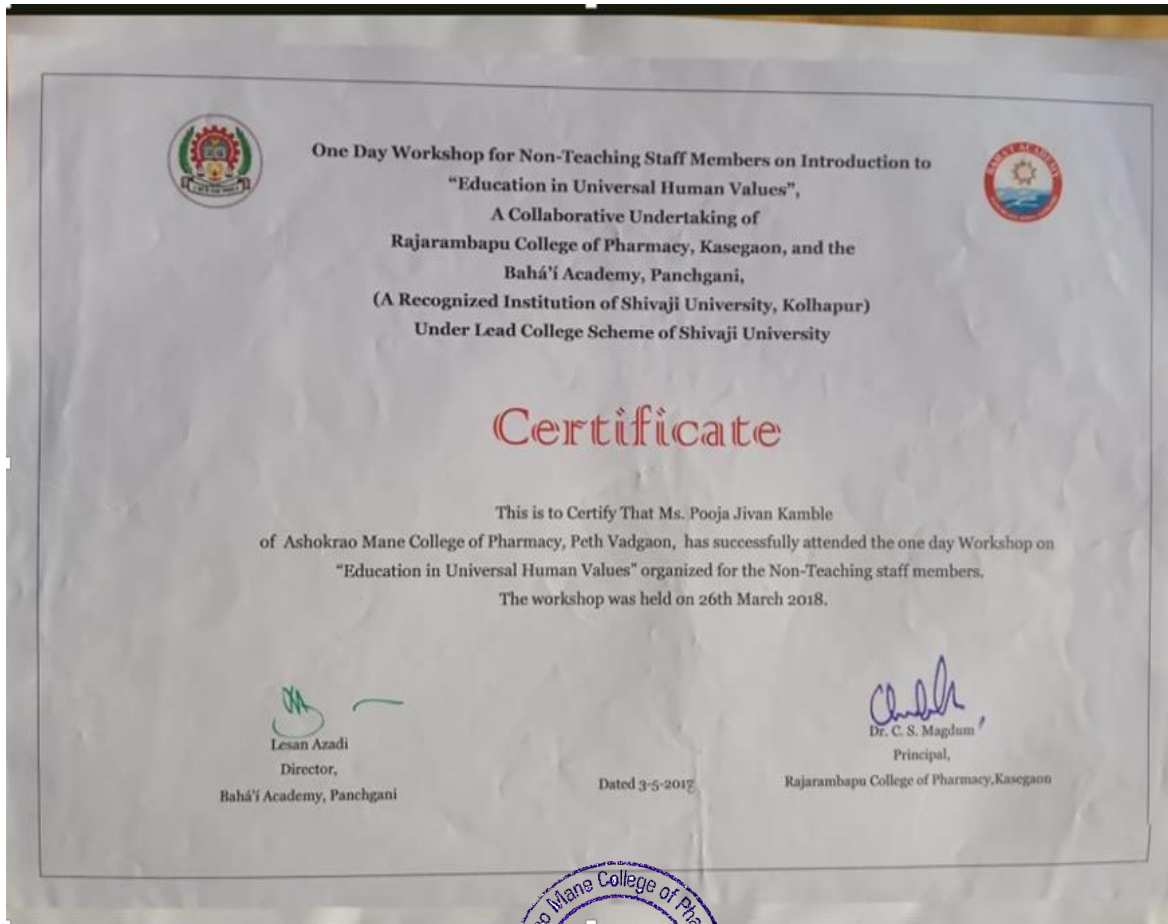 One Day Workshop for Non-Teaching Staff Members on Introduction to
“Education in Universal Human Values”,
A Collaborative Undertaking of
Rajarambapu College of Pharmacy, Kasegaon, and the
Bahá’í Academy, Panchgani,
(A Recognized Institution of Shivaji University, Kolhapur)
Under Lead College Scheme of Shivaji University
Certificate
This is to Certify That Ms. Pooja Jivan Kamble
of Ashokrao Mane College of Pharmacy, Peth Vadgaon, has successfully attended the one day Workshop on
“Education in Universal Human Values” organized for the Non-Teaching staff members.
The workshop was held on 26th March 2018.
Lesan Azadi
Director,
Bahá’í Academy, Panchgani
Dated 3-5-2017
Dr. C. S. Magdum
Principal,
Rajarambapu College of Pharmacy,Kasegaon
Mane College of